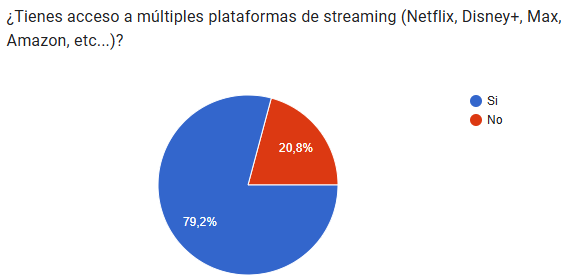 ¿Tienes acceso a múltiples plataformas de streaming (Netflix, Disney+, Max,
Amazon, etc...)?
Si
No
20,8%
79,2%